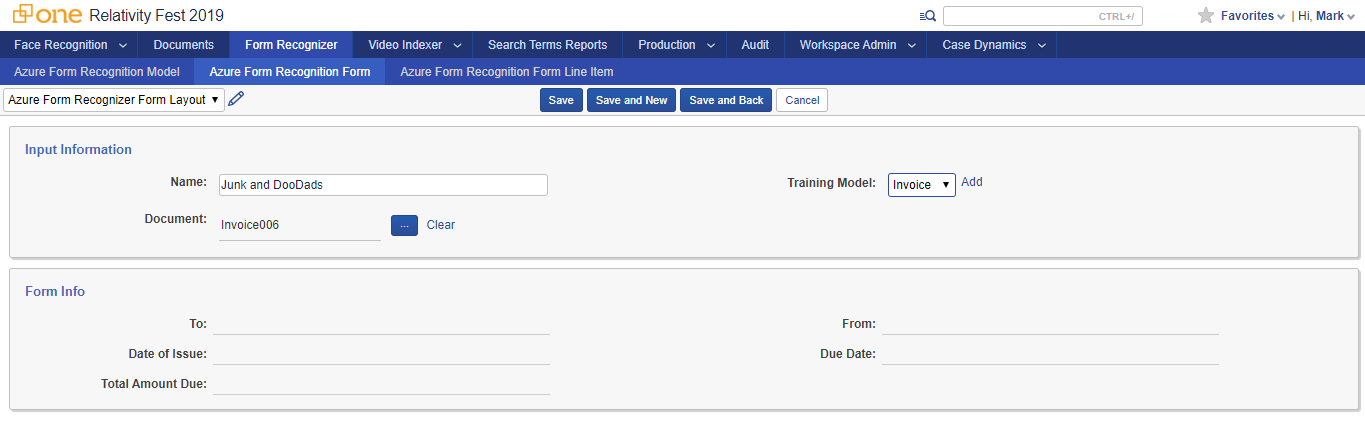 one Relativity Fest 2019 CTRL+/ Favorites | Hi, Mark
Face Recognition Documents Form Recognizer Video Indexer Search Terms Reports Production Audit Workspace Admin Case Dynamics
Azure Form Recognition Model Azure Form Recognition Form Azure Form Recognition Form Line Item
Azure Form Recognizer Form Layout Save Save and New Save and Back Cancel
Input Information
Name: Junk and DooDads Training Model: Invoice Add
Document: Invoice006 ... Clear
Form Info
To: From:
Date of Issue: Due Date:
Total Amount Due: